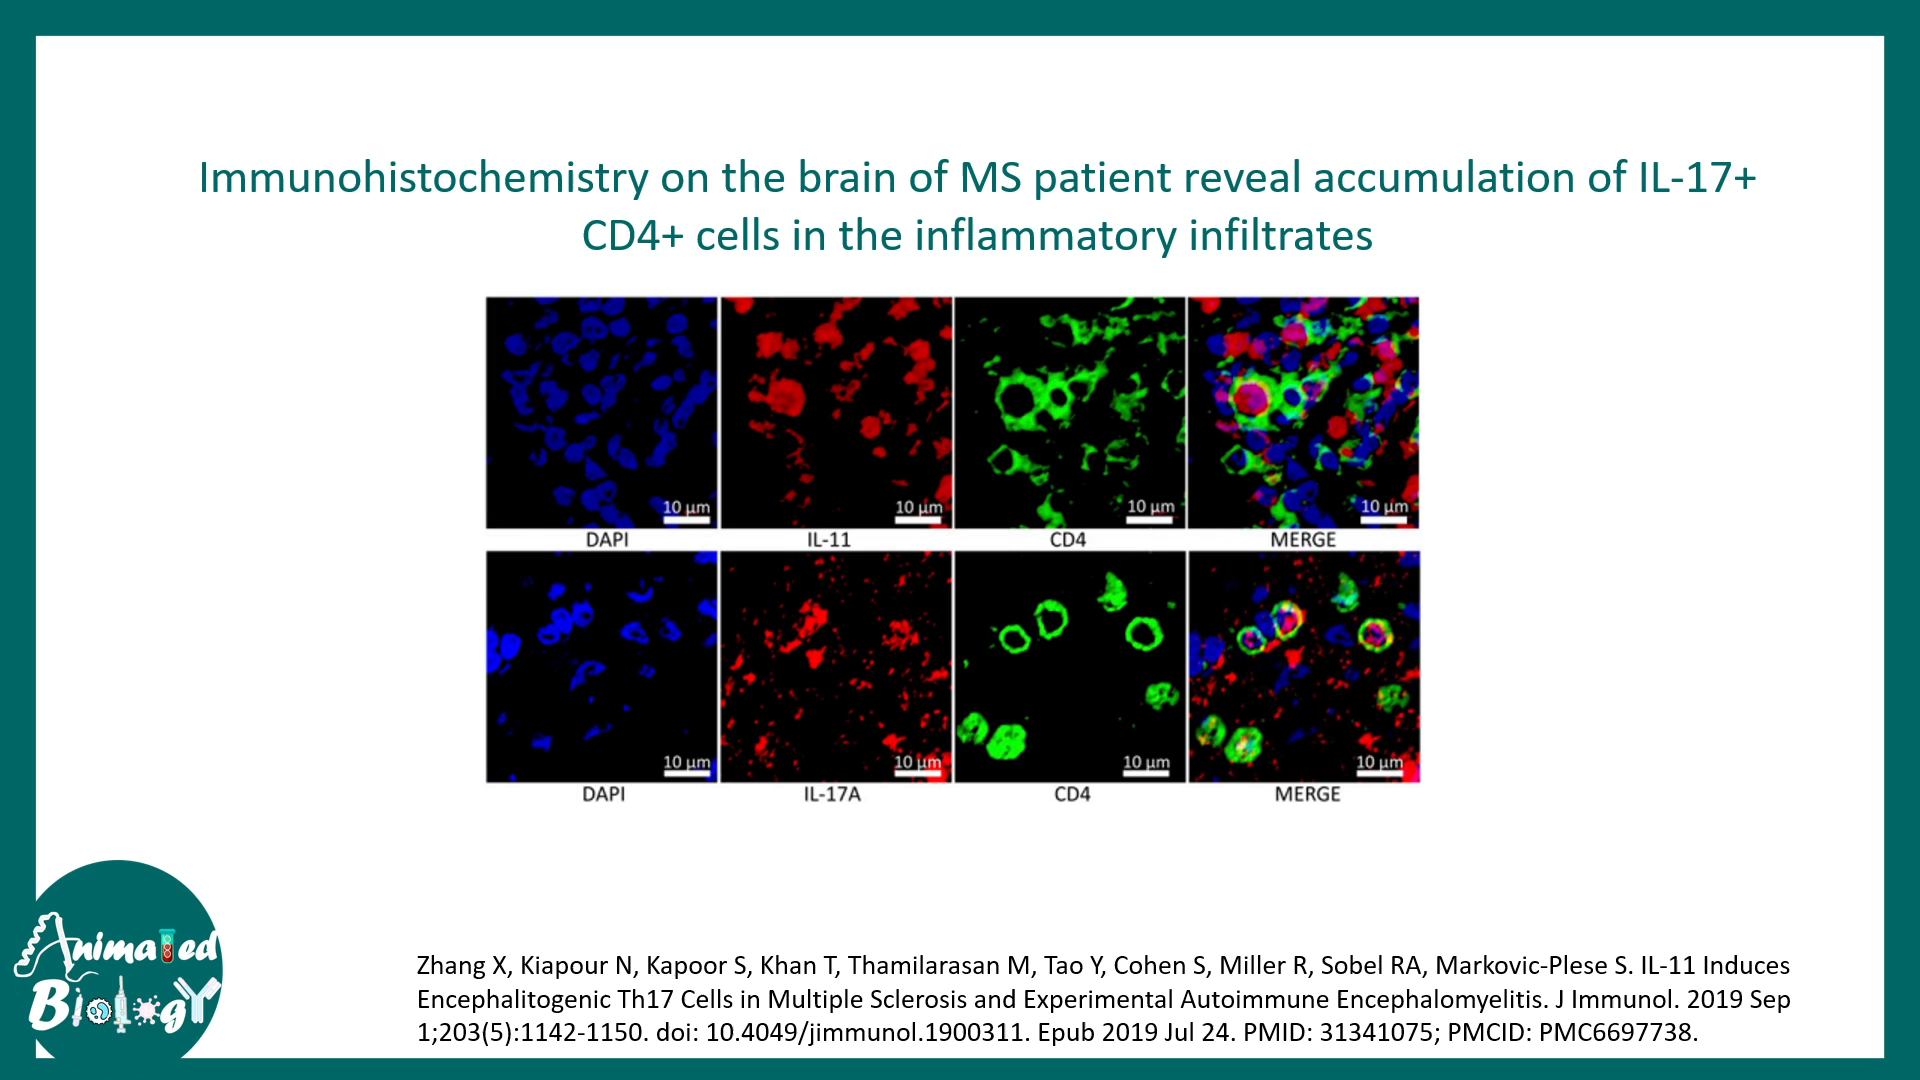 Immunohistochemistry on the brain of MS patient reveal accumulation of IL-17+
CD4+ cells in the inflammatory infiltrates
10 µm
10 µm
10 µm
10 µm
DAPI
IL-11
CD4
MERGE
10 µm
10 µm
10 µm
10 µm
DAPI
IL-17A
CD4
MERGE
Animated
Biology
Zhang X, Kiapour N, Kapoor S, Khan T, Thamilarasan M, Tao Y, Cohen S, Miller R, Sobel RA, Markovic-Plese S. IL-11 Induces
Encephalitogenic Th17 Cells in Multiple Sclerosis and Experimental Autoimmune Encephalomyelitis. J Immunol. 2019 Sep
1;203(5):1142-1150. doi: 10.4049/jimmunol.1900311. Epub 2019 Jul 24. PMID: 31341075; PMCID: PMC6697738.